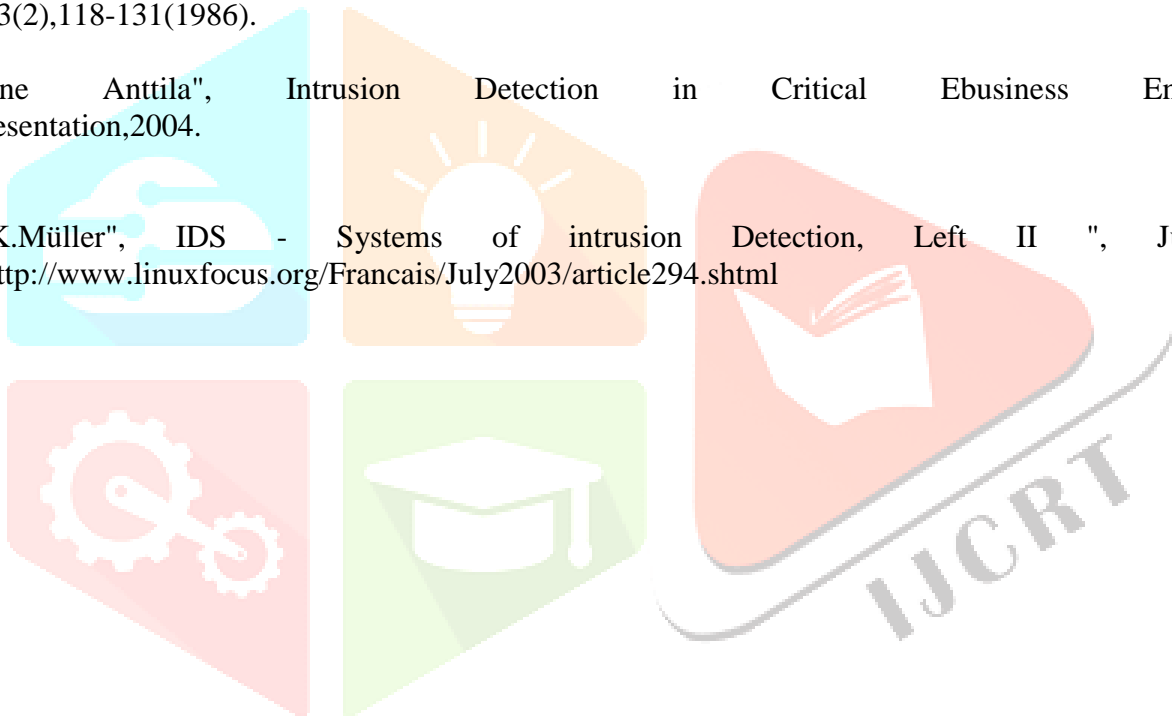 3(2),118-131(1986).
ne Anttila", Intrusion Detection in Critical Ebusiness En
esentation,2004.
K.Müller", IDS - Systems of intrusion Detection, Left II ", Ju
ttp://www.linuxfocus.org/Francais/July2003/article294.shtml
IJCRT